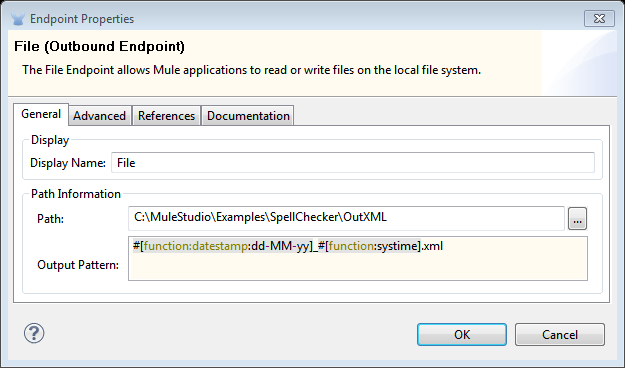 Endpoint Properties
File (Outbound Endpoint)
The File Endpoint allows Mule applications to read or write files on the local file system.
General Advanced References Documentation
Display
Display Name: File
Path Information
Path: C:\MuleStudio\Examples\SpellChecker\OutXML ...
Output Pattern: #[function:datestamp:dd-MM-yy]_#[function:systime].xml
? OK Cancel